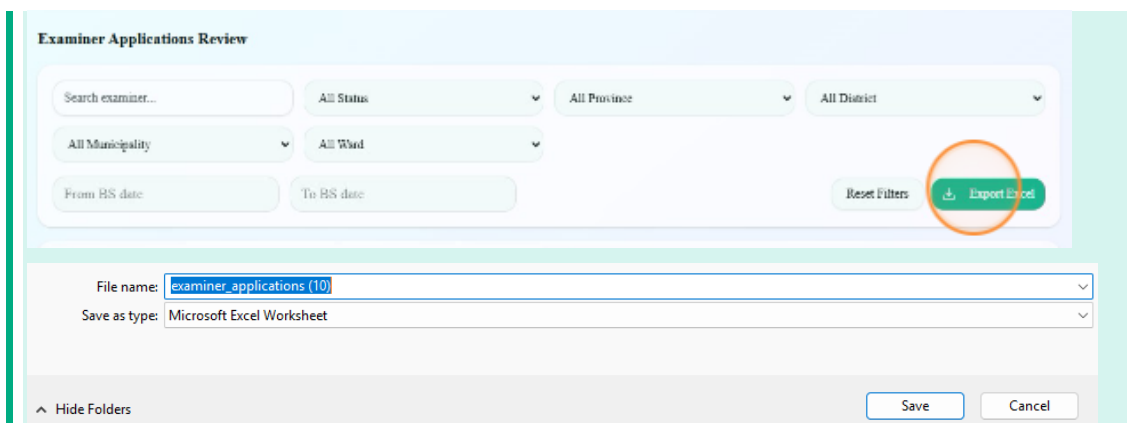 Examiner Applications Review
Search examiner... All Status All Province All District
All Municipality All Ward
From BS date To BS date Reset Filters Export Excel
File name: examiner_applications (10)
Save as type: Microsoft Excel Worksheet
Hide Folders Save Cancel